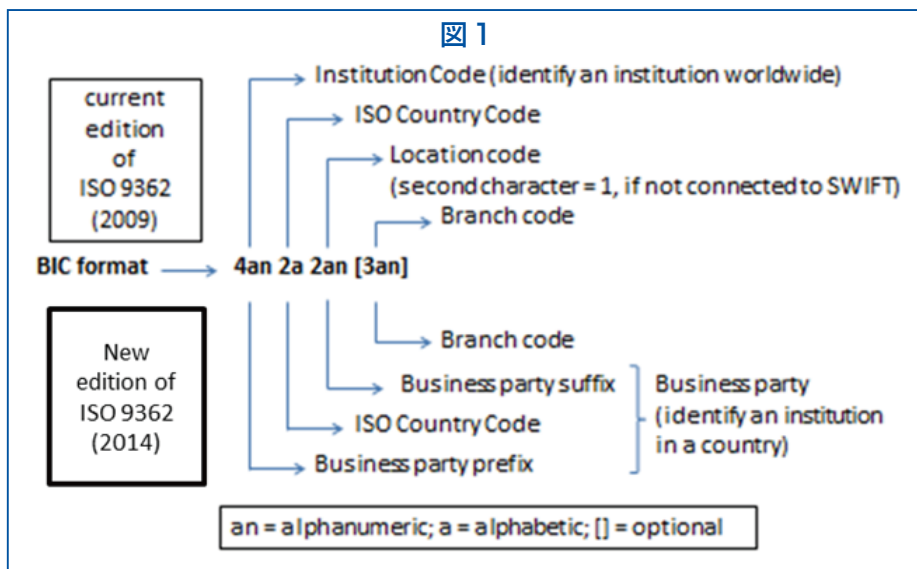 図1
current
edition
of
ISO 9362
(2009)
Institution Code (identify an institution worldwide)
ISO Country Code
Location code
(second character = 1, if not connected to SWIFT)
Branch code
BIC format
4an 2a 2an [3an]
New
edition of
ISO 9362
(2014)
Branch code
Business party suffix
ISO Country Code
Business party prefix
Business party
(identify an institution
in a country)
an = alphanumeric; a = alphabetic; [] = optional